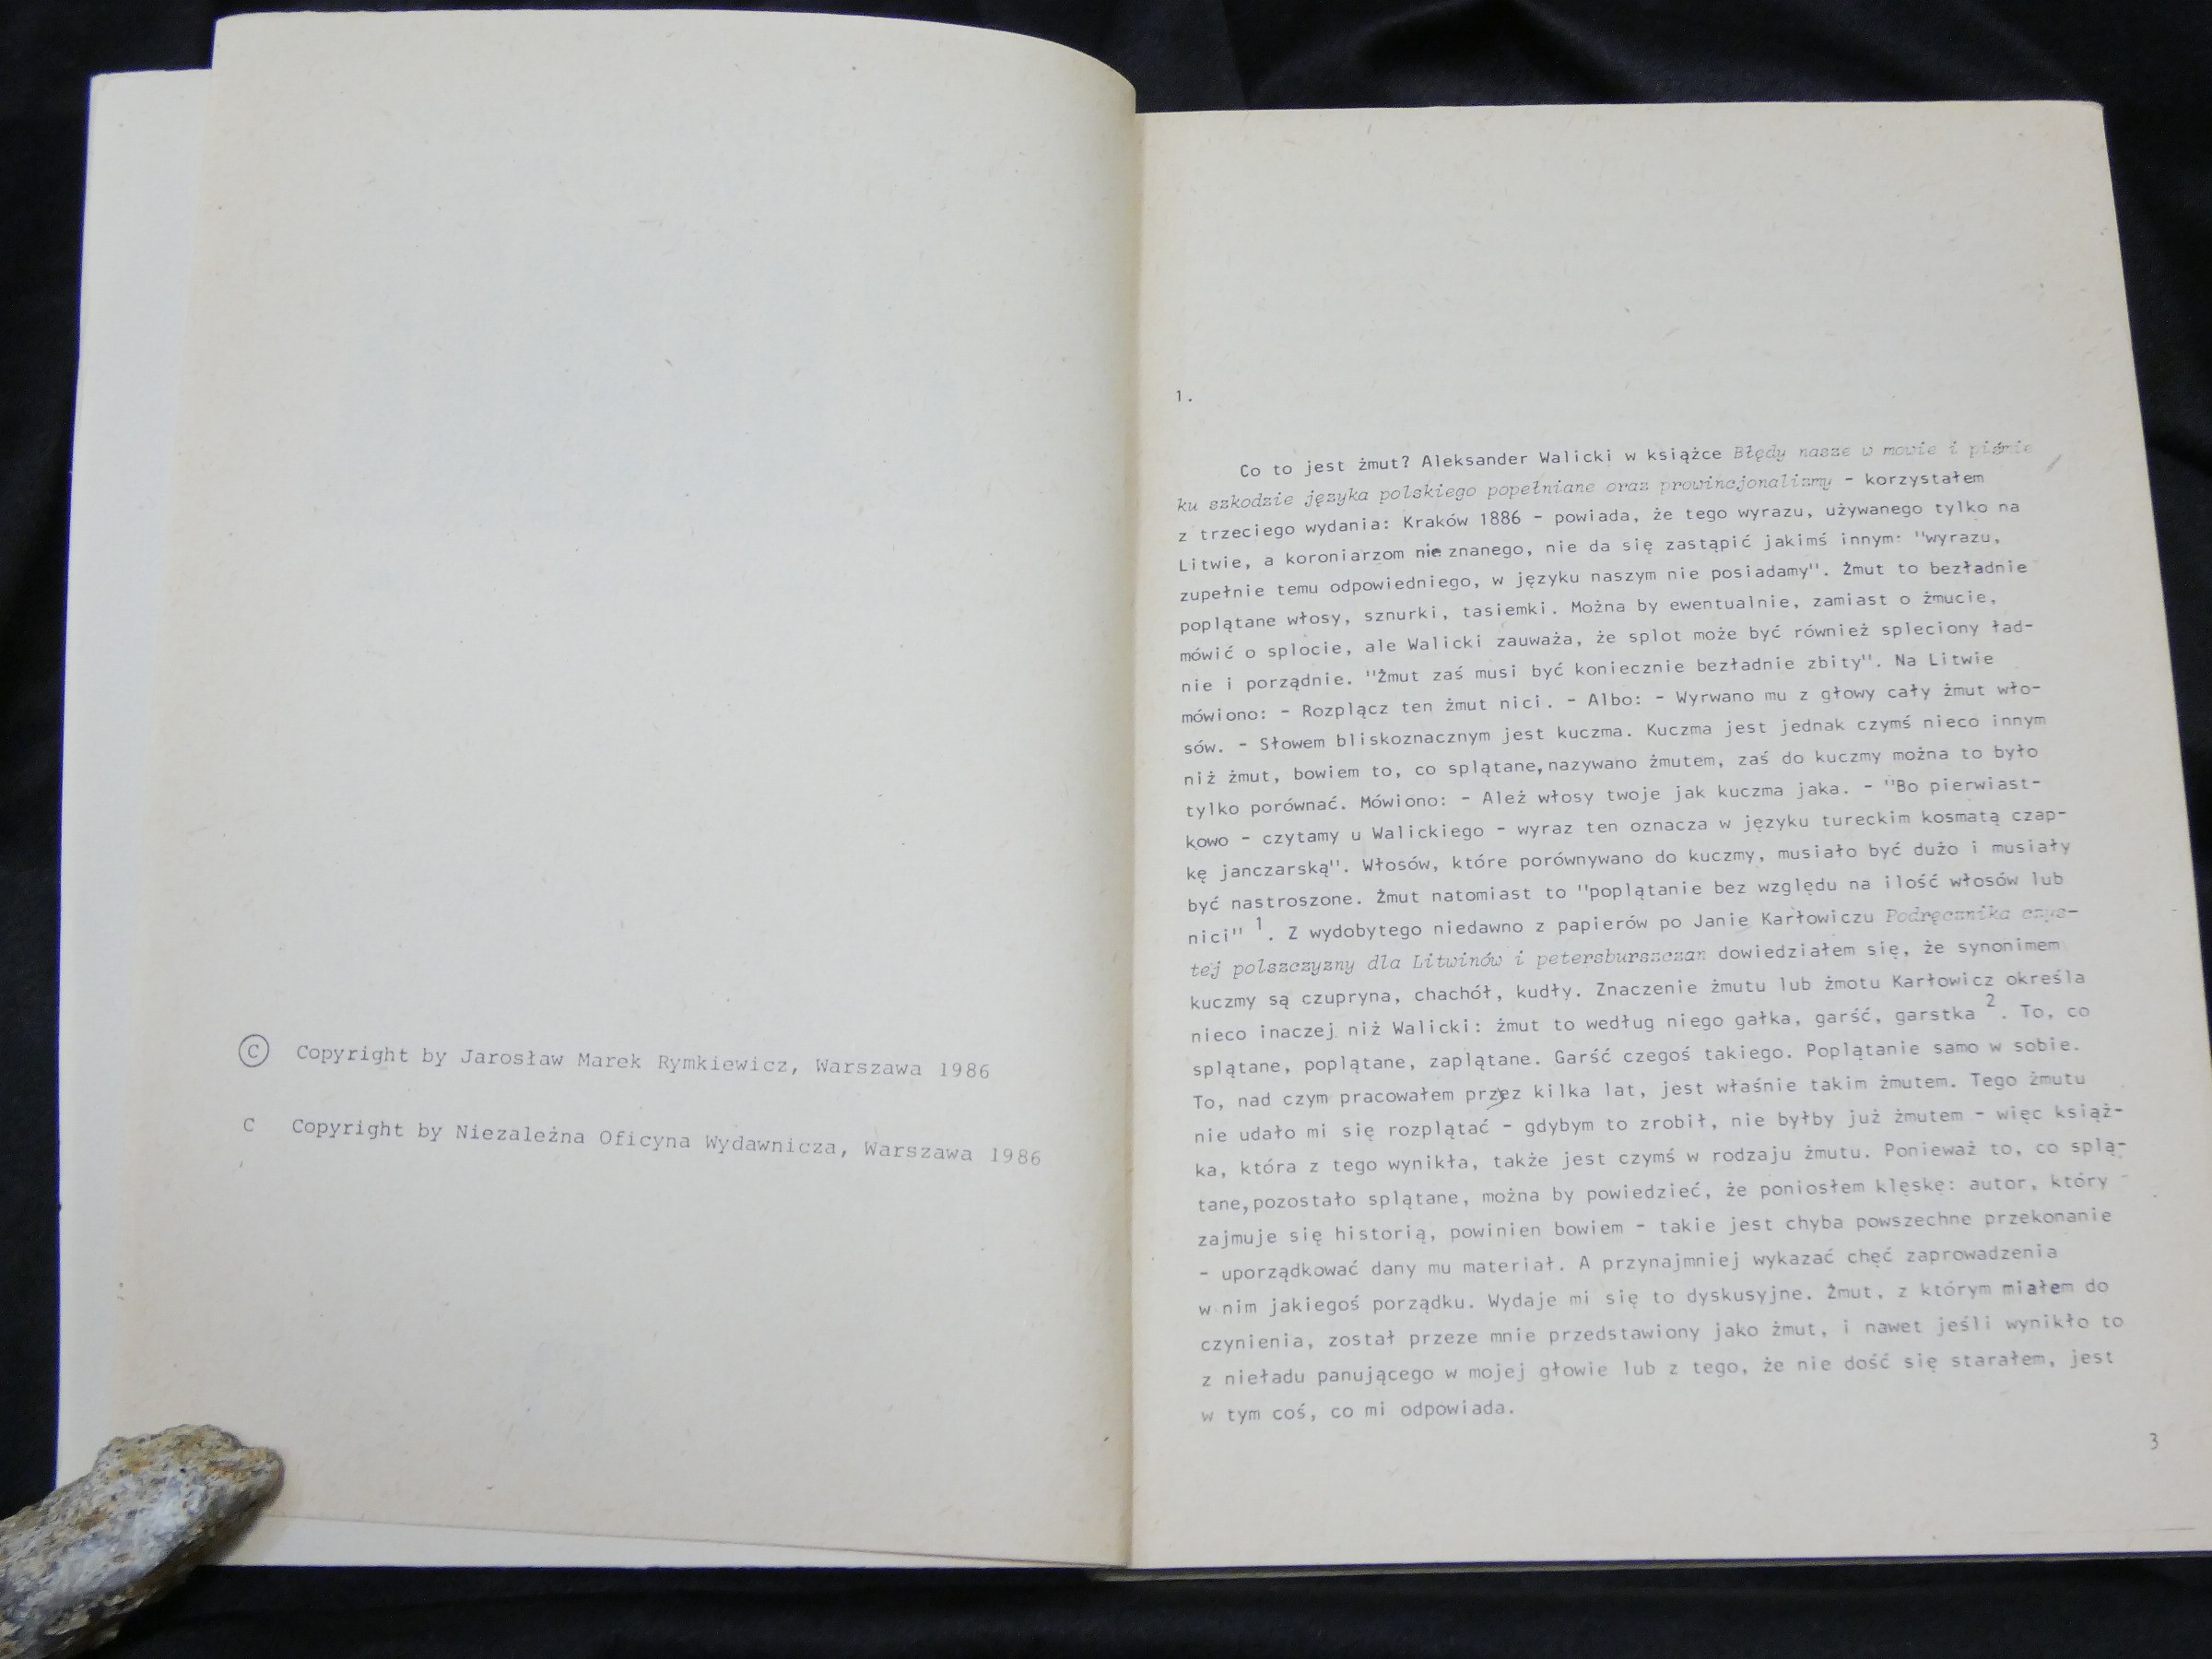 © Copyright by Jarosław Marek Rymkiewicz, Warszawa 1986
C Copyright by Niezależna Oficyna Wydawnicza, Warszawa 1986
1.
Co to jest żmut? Aleksander Walicki w książce Błędy nasze w mowie i piśmie
ku szkodzie języka polskiego popełniane oraz prowincjonalizmy - korzystałem
z trzeciego wydania: Kraków 1886 - powiada, że tego wyrazu, używanego tylko na
Litwie, a koroniarzom nie znanego, nie da się zastąpić jakimś innym: "wyrazu,
zupełnie temu odpowiedniego, w języku naszym nie posiadamy". Żmut to bezładnie
poplątane włosy, sznurki, tasiemki. Można by ewentualnie, zamiast o żmucie,
mówić o splocie, ale Walicki zauważa, że splot może być również spleciony ład-
nie i porządnie. "Żmut zaś musi być koniecznie bezładnie zbity". Na Litwie
mówiono: - Rozplącz ten żmut nici. - Albo: - Wyrwano mu z głowy cały żmut wło-
sów. - Słowem bliskoznacznym jest kuczma. Kuczma jest jednak czymś nieco innym
niż żmut, bowiem to, co splątane, nazywano żmutem, zaś do kuczmy można to było
tylko porównać. Mówiono: - Ależ włosy twoje jak kuczma jaka. - "Bo pierwiast-
kowo - czytamy u Walickiego - wyraz ten oznacza w języku tureckim kosmatą czap-
kę janczarską". Włosów, które porównywano do kuczmy, musiało być dużo i musiały
być nastroszone. Żmut natomiast to "poplątanie bez względu na ilość włosów lub
nici" 1. Z wydobytego niedawno z papierów po Janie Karłowiczu Podręcznika czys-
tej polszczyzny dla Litwinów i petersburszczan dowiedziałem się, że synonimem
kuczmy są czupryna, chachół, kudły. Znaczenie żmutu lub żmotu Karłowicz określa
nieco inaczej niż Walicki: żmut to według niego gałka, garść, garstka 2. To, co
splątane, poplątane, zaplątane. Garść czegoś takiego. Poplątanie samo w sobie.
To, nad czym pracowałem przez kilka lat, jest właśnie takim żmutem. Tego żmutu
nie udało mi się rozplątać - gdybym to zrobił, nie byłby już żmutem - więc książ-
ka, która z tego wynikła, także jest czymś w rodzaju żmutu. Ponieważ to, co splą-
tane, pozostało splątane, można by powiedzieć, że poniosłem klęskę: autor, który
zajmuje się historią, powinien bowiem - takie jest chyba powszechne przekonanie
- uporządkować dany mu materiał. A przynajmniej wykazać chęć zaprowadzenia
w nim jakiegoś porządku. Wydaje mi się to dyskusyjne. Żmut, z którym miałem do
czynienia, został przeze mnie przedstawiony jako żmut, i nawet jeśli wynikło to
z nieładu panującego w mojej głowie lub z tego, że nie dość się starałem, jest
w tym coś, co mi odpowiada.
3